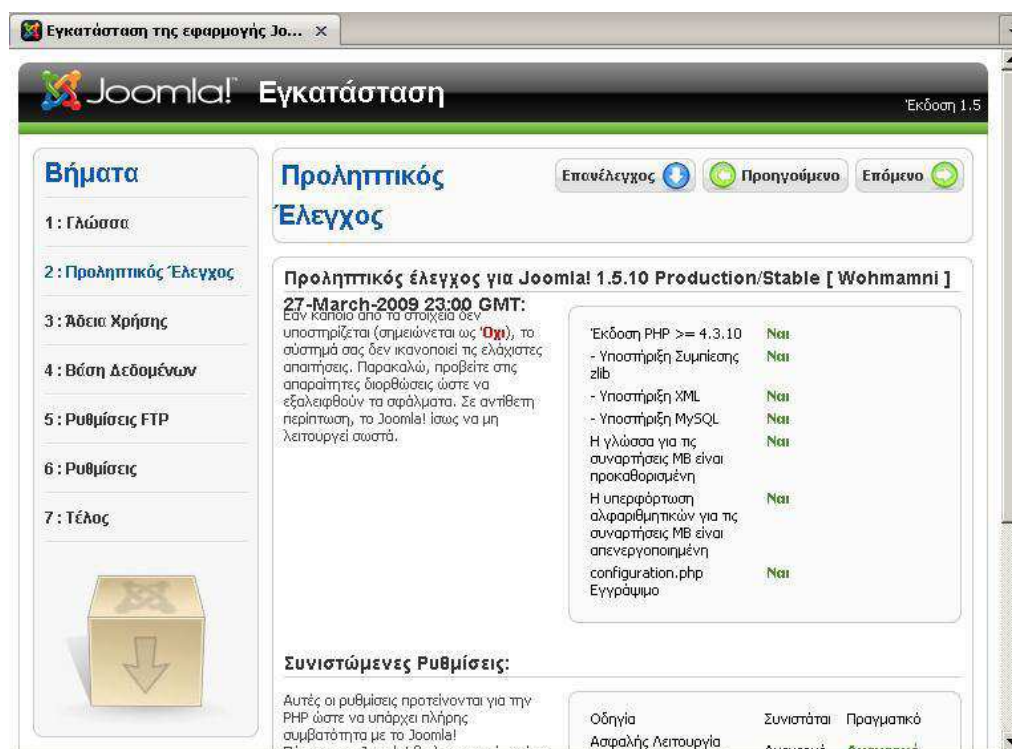 Εγκατάσταση της εφαρμογής Jo... ×
Joomla! Εγκατάσταση
Έκδοση 1.5
Βήματα
1 : Γλώσσα
2 : Προληπτικός Έλεγχος
3 : Άδεια Χρήσης
4 : Βάση Δεδομένων
5 : Ρυθμίσεις FTP
6 : Ρυθμίσεις
7 : Τέλος
Προληπτικός
Έλεγχος
Επανέλεγχος
Προηγούμενο
Επόμενο
Προληπτικός έλεγχος για Joomla! 1.5.10 Production/Stable [ Wohmamni ]
27-March-2009 23:00 GMT:
Εάν κάποιο από τα στοιχεία δεν
υποστηρίζεται (σημειώνεται ως Όχι), το
σύστημά σας δεν ικανοποιεί τις ελάχιστες
απαιτήσεις. Παρακαλώ, προβείτε στις
απαραίτητες διορθώσεις ώστε να
εξαλειφθούν τα σφάλματα. Σε αντίθετη
περίπτωση, το Joomla! ίσως να μη
λειτουργεί σωστά.
Έκδοση PHP >= 4.3.10 Ναι
- Υποστήριξη Συμπίεσης Ναι
zlib
- Υποστήριξη XML Ναι
- Υποστήριξη MySQL Ναι
Η γλώσσα για τις Ναι
συναρτήσεις MB είναι
προκαθορισμένη
Η υπερφόρτωση Ναι
αλφαριθμητικών για τις
συναρτήσεις MB είναι
απενεργοποιημένη
configuration.php Ναι
Εγγράψιμο
Συνιστώμενες Ρυθμίσεις:
Αυτές οι ρυθμίσεις προτείνονται για την
PHP ώστε να υπάρχει πλήρης
συμβατότητα με το Joomla!
Οδηγία Συνιστάται Πραγματικό
Ασφαλής Λειτουργία